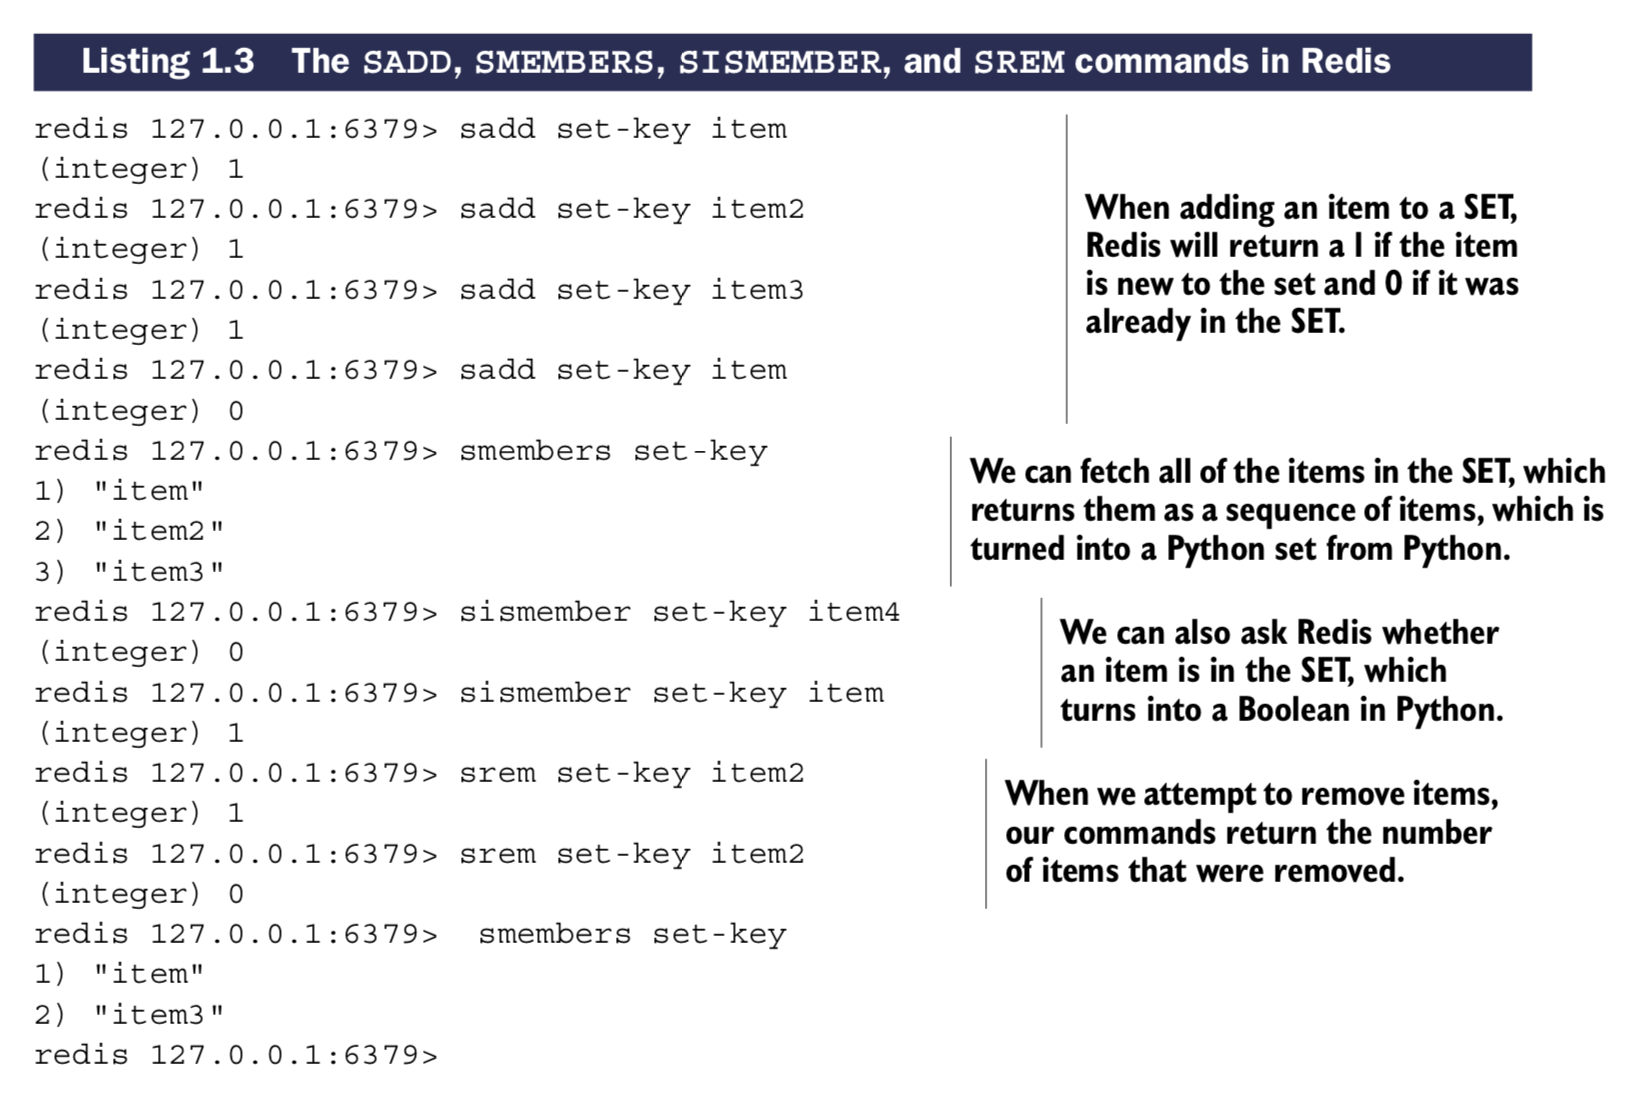 Listing 1.3 The SADD, SMEMBERS, SISMEMBER, and SREM commands in Redis
redis 127.0.0.1:6379> sadd set-key item
(integer) 1
redis 127.0.0.1:6379> sadd set-key item2
(integer) 1
redis 127.0.0.1:6379> sadd set-key item3
(integer) 1
redis 127.0.0.1:6379> sadd set-key item
(integer) 0
When adding an item to a SET,
Redis will return a 1 if the item
is new to the set and 0 if it was
already in the SET.
redis 127.0.0.1:6379> smembers set-key
1) "item"
2) "item2"
3) "item3"
We can fetch all of the items in the SET, which
returns them as a sequence of items, which is
turned into a Python set from Python.
redis 127.0.0.1:6379> sismember set-key item4
(integer) 0
redis 127.0.0.1:6379> sismember set-key item
(integer) 1
We can also ask Redis whether
an item is in the SET, which
turns into a Boolean in Python.
redis 127.0.0.1:6379> srem set-key item2
(integer) 1
redis 127.0.0.1:6379> srem set-key item2
(integer) 0
When we attempt to remove items,
our commands return the number
of items that were removed.
redis 127.0.0.1:6379>  smembers set-key
1) "item"
2) "item3"
redis 127.0.0.1:6379>